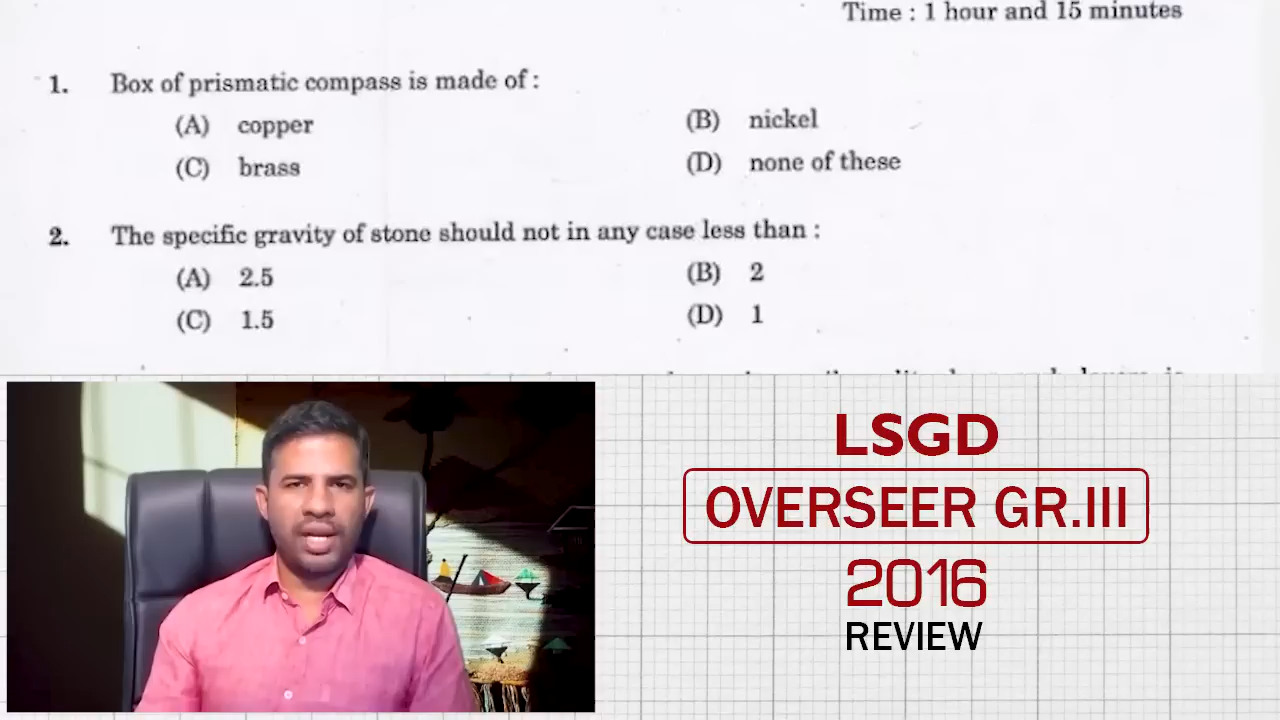 Time : 1 hour and 15 minutes
1. Box of prismatic compass is made of :
(A) copper (B) nickel
(C) brass (D) none of these
2. The specific gravity of stone should not in any case less than :
(A) 2.5 (B) 2
(C) 1.5 (D) 1
LSGD
OVERSEER GR.III
2016
REVIEW